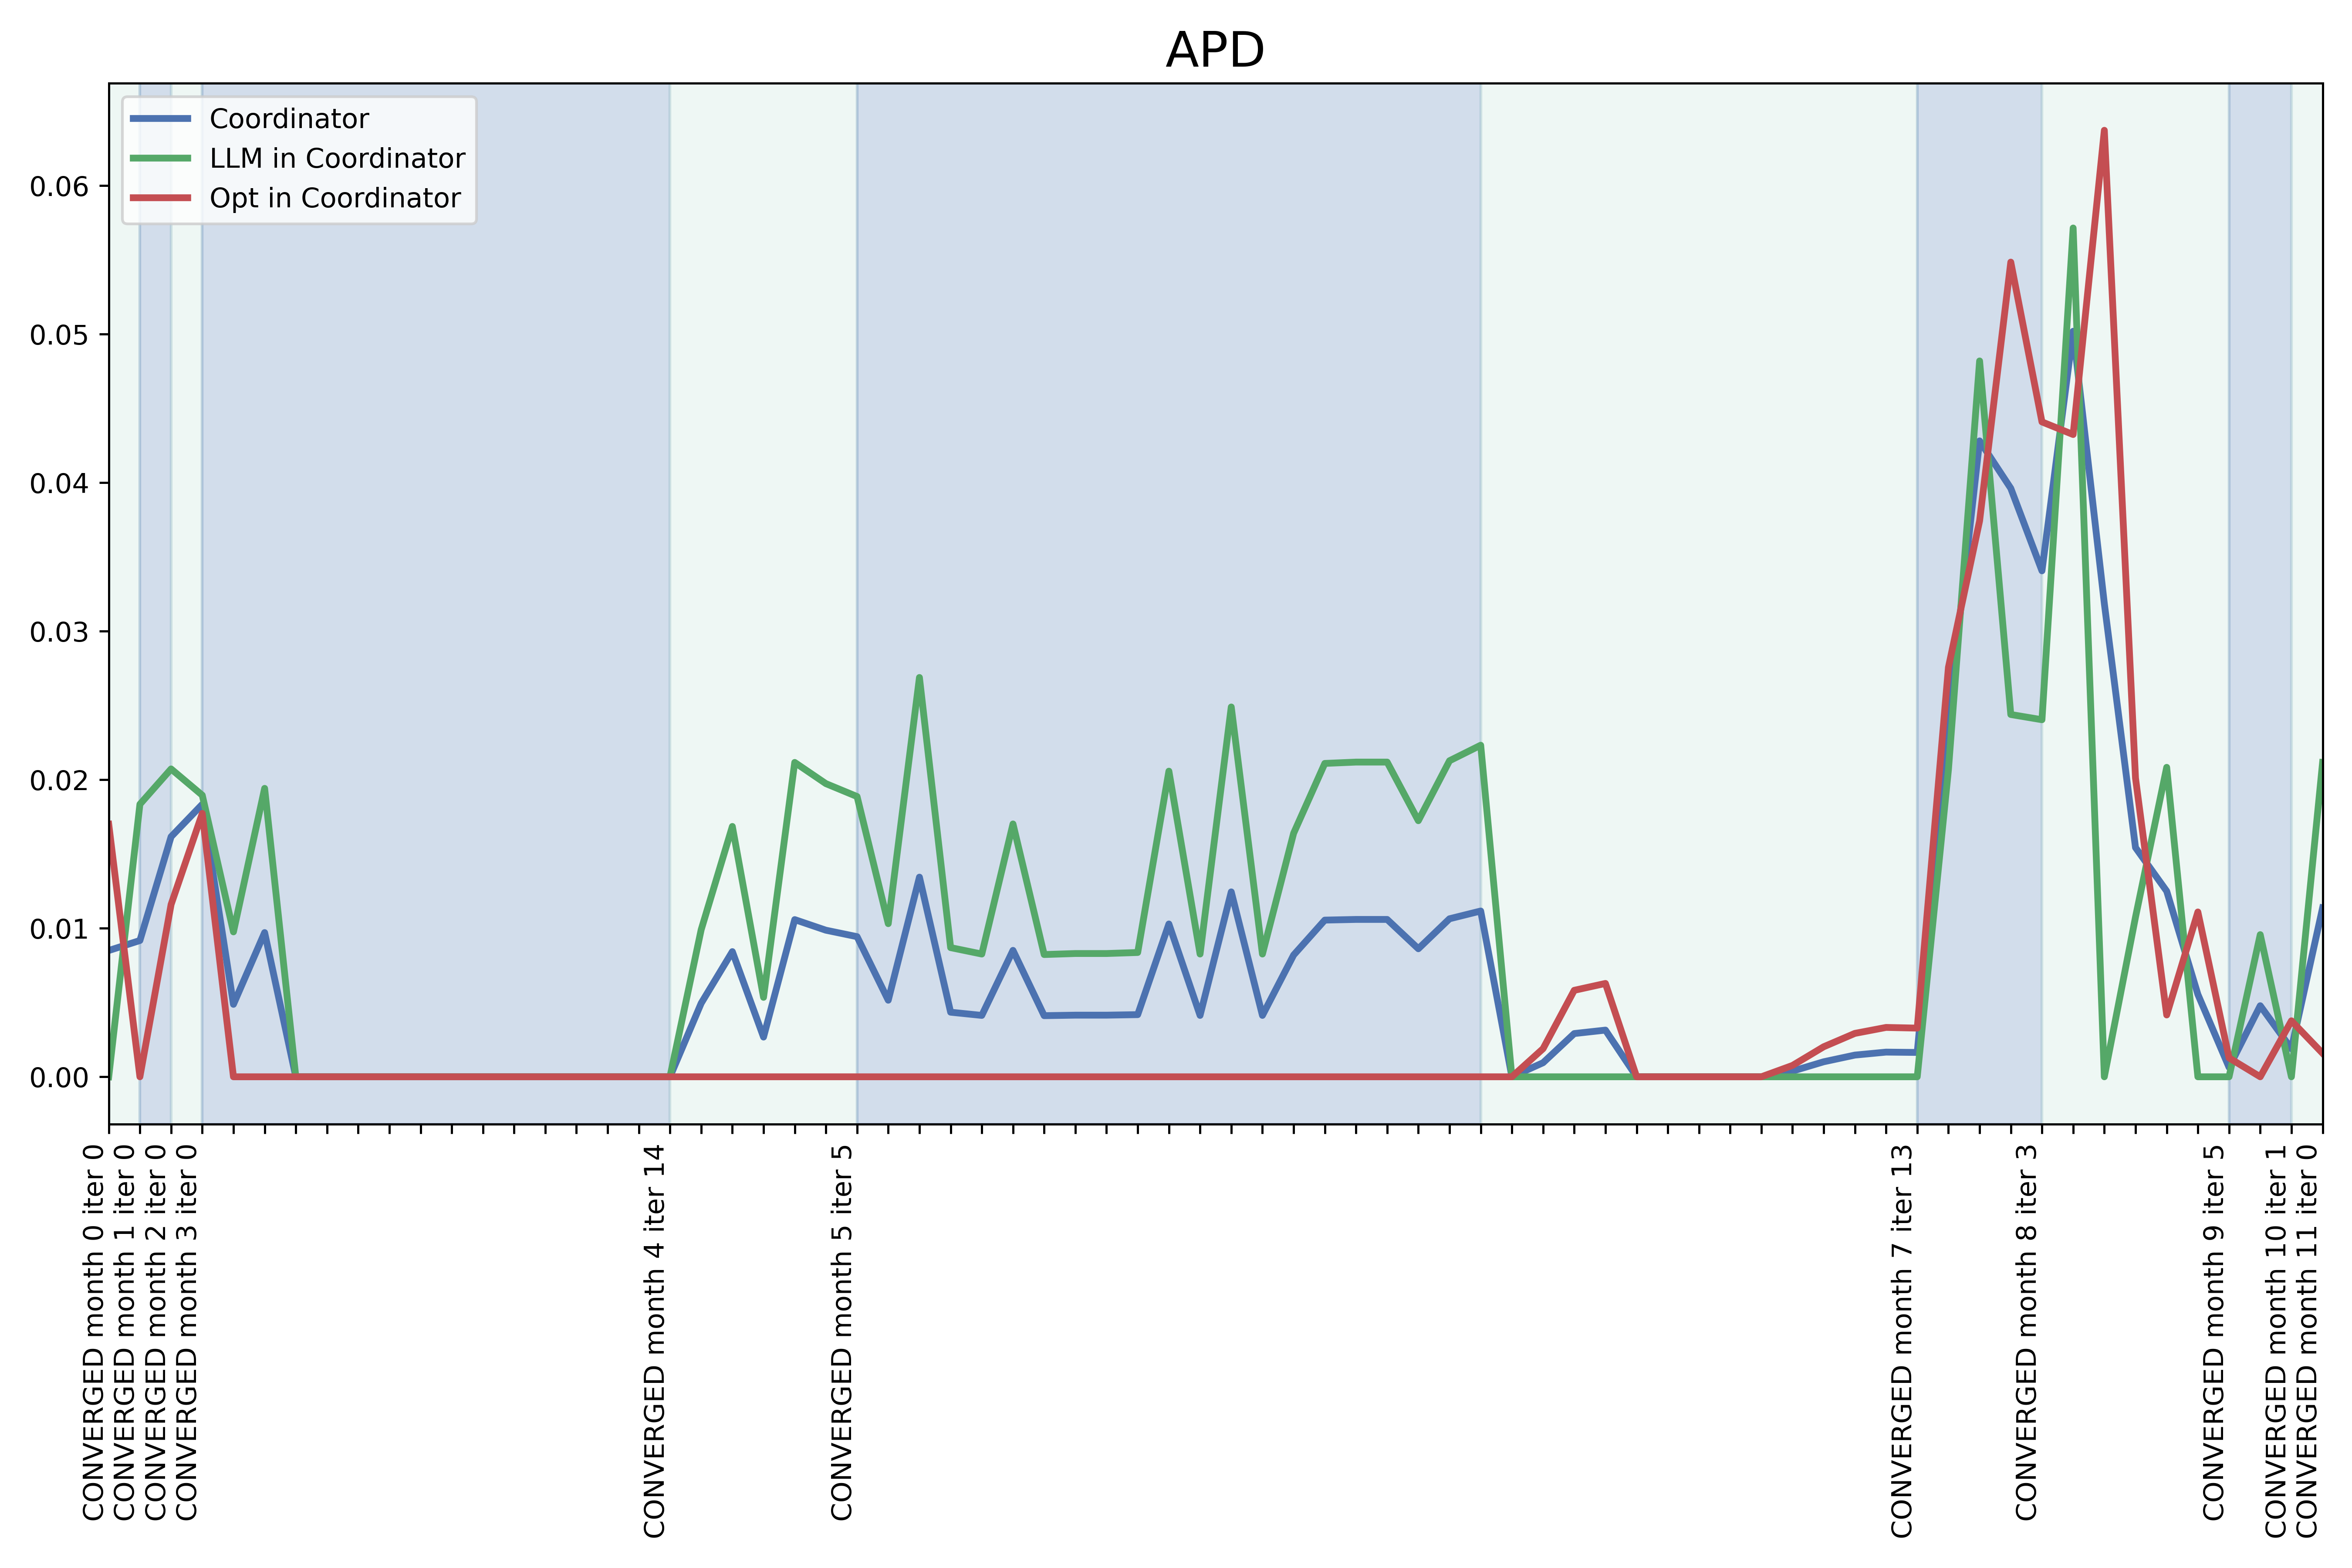 APD
Coordinator
LLM in Coordinator
Opt in Coordinator
0.06
0.05
0.04
0.03
0.02
0.01
0.00
CONVERGED month 0 iter 0
CONVERGED month 1 iter 0
CONVERGED month 2 iter 0
CONVERGED month 3 iter 0
CONVERGED month 4 iter 14
CONVERGED month 5 iter 5
CONVERGED month 7 iter 13
CONVERGED month 8 iter 3
CONVERGED month 9 iter 5
CONVERGED month 10 iter 1
CONVERGED month 11 iter 0